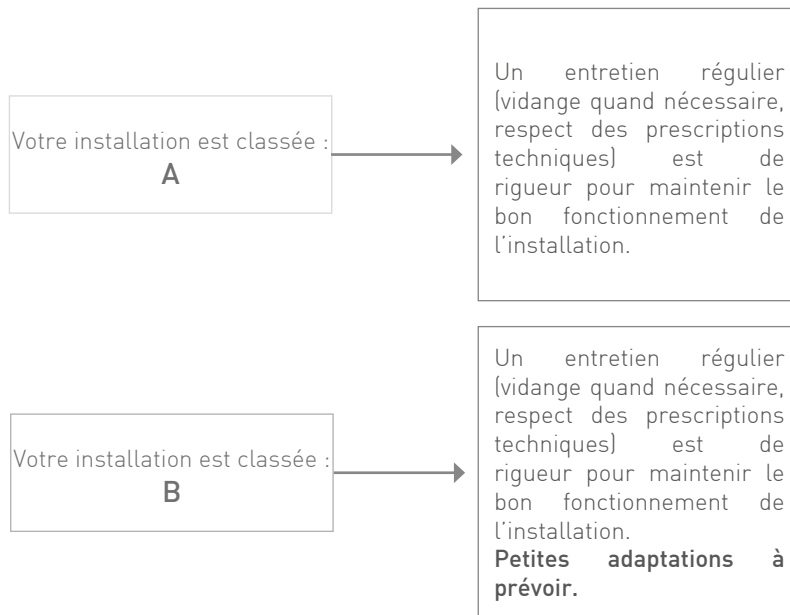 Votre installation est classée :
A
Un entretien régulier
(vidange quand nécessaire,
respect des prescriptions
techniques) est de
rigueur pour maintenir le
bon fonctionnement de
l'installation.
Votre installation est classée :
B
Un entretien régulier
(vidange quand nécessaire,
respect des prescriptions
techniques) est de
rigueur pour maintenir le
bon fonctionnement de
l'installation.
Petites adaptations à
prévoir.